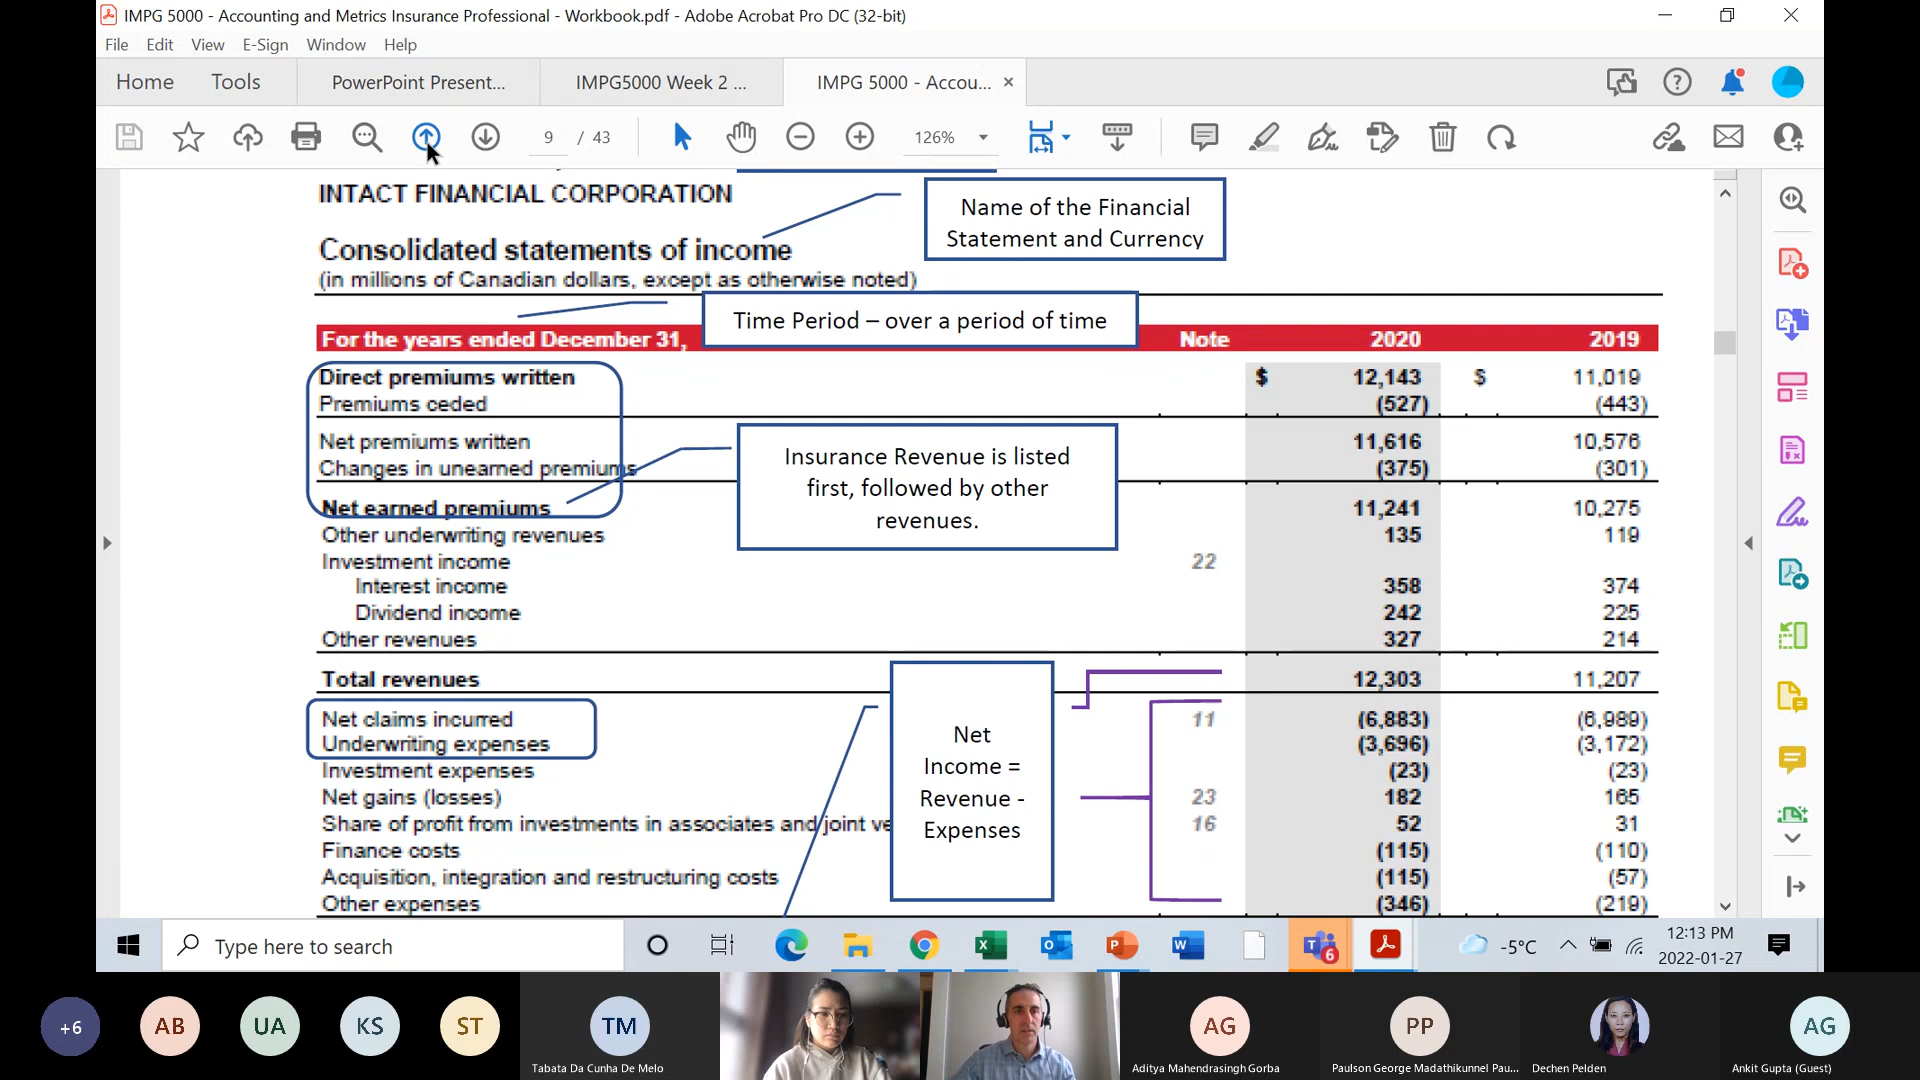 IMPG 5000 - Accounting and Metrics Insurance Professional - Workbook.pdf - Adobe Acrobat Pro DC (32-bit)
File Edit View E-Sign Window Help
Home Tools PowerPoint Present... IMPG5000 Week 2 ... IMPG 5000 - Accou... ×
9 / 43 126%
INTACT FINANCIAL CORPORATION
Name of the Financial
Statement and Currency
Consolidated statements of income
(in millions of Canadian dollars, except as otherwise noted)
Time Period – over a period of time
For the years ended December 31, Note 2020 2019
Direct premiums written $ 12,143 $ 11,019
Premiums ceded (527) (443)
Net premiums written 11,616 10,576
Changes in unearned premiums (375) (301)
Insurance Revenue is listed
first, followed by other
revenues.
Net earned premiums 11,241 10,275
Other underwriting revenues 135 119
Investment income 22
Interest income 358 374
Dividend income 242 225
Other revenues 327 214
Total revenues 12,303 11,207
Net claims incurred 11 (6,883) (6,989)
Underwriting expenses (3,696) (3,172)
Investment expenses (23) (23)
Net gains (losses) 23 182 165
Share of profit from investments in associates and joint ve 16 52 31
Finance costs (115) (110)
Acquisition, integration and restructuring costs (115) (57)
Other expenses (346) (219)
Net
Income =
Revenue -
Expenses
Type here to search
6
-5°C
12:13 PM
2022-01-27
+6 AB UA KS ST TM AG PP AG
Tabata Da Cunha De Melo Aditya Mahendrasingh Gorba Paulson George Madathikunnel Pau... Dechen Pelden Ankit Gupta (Guest)